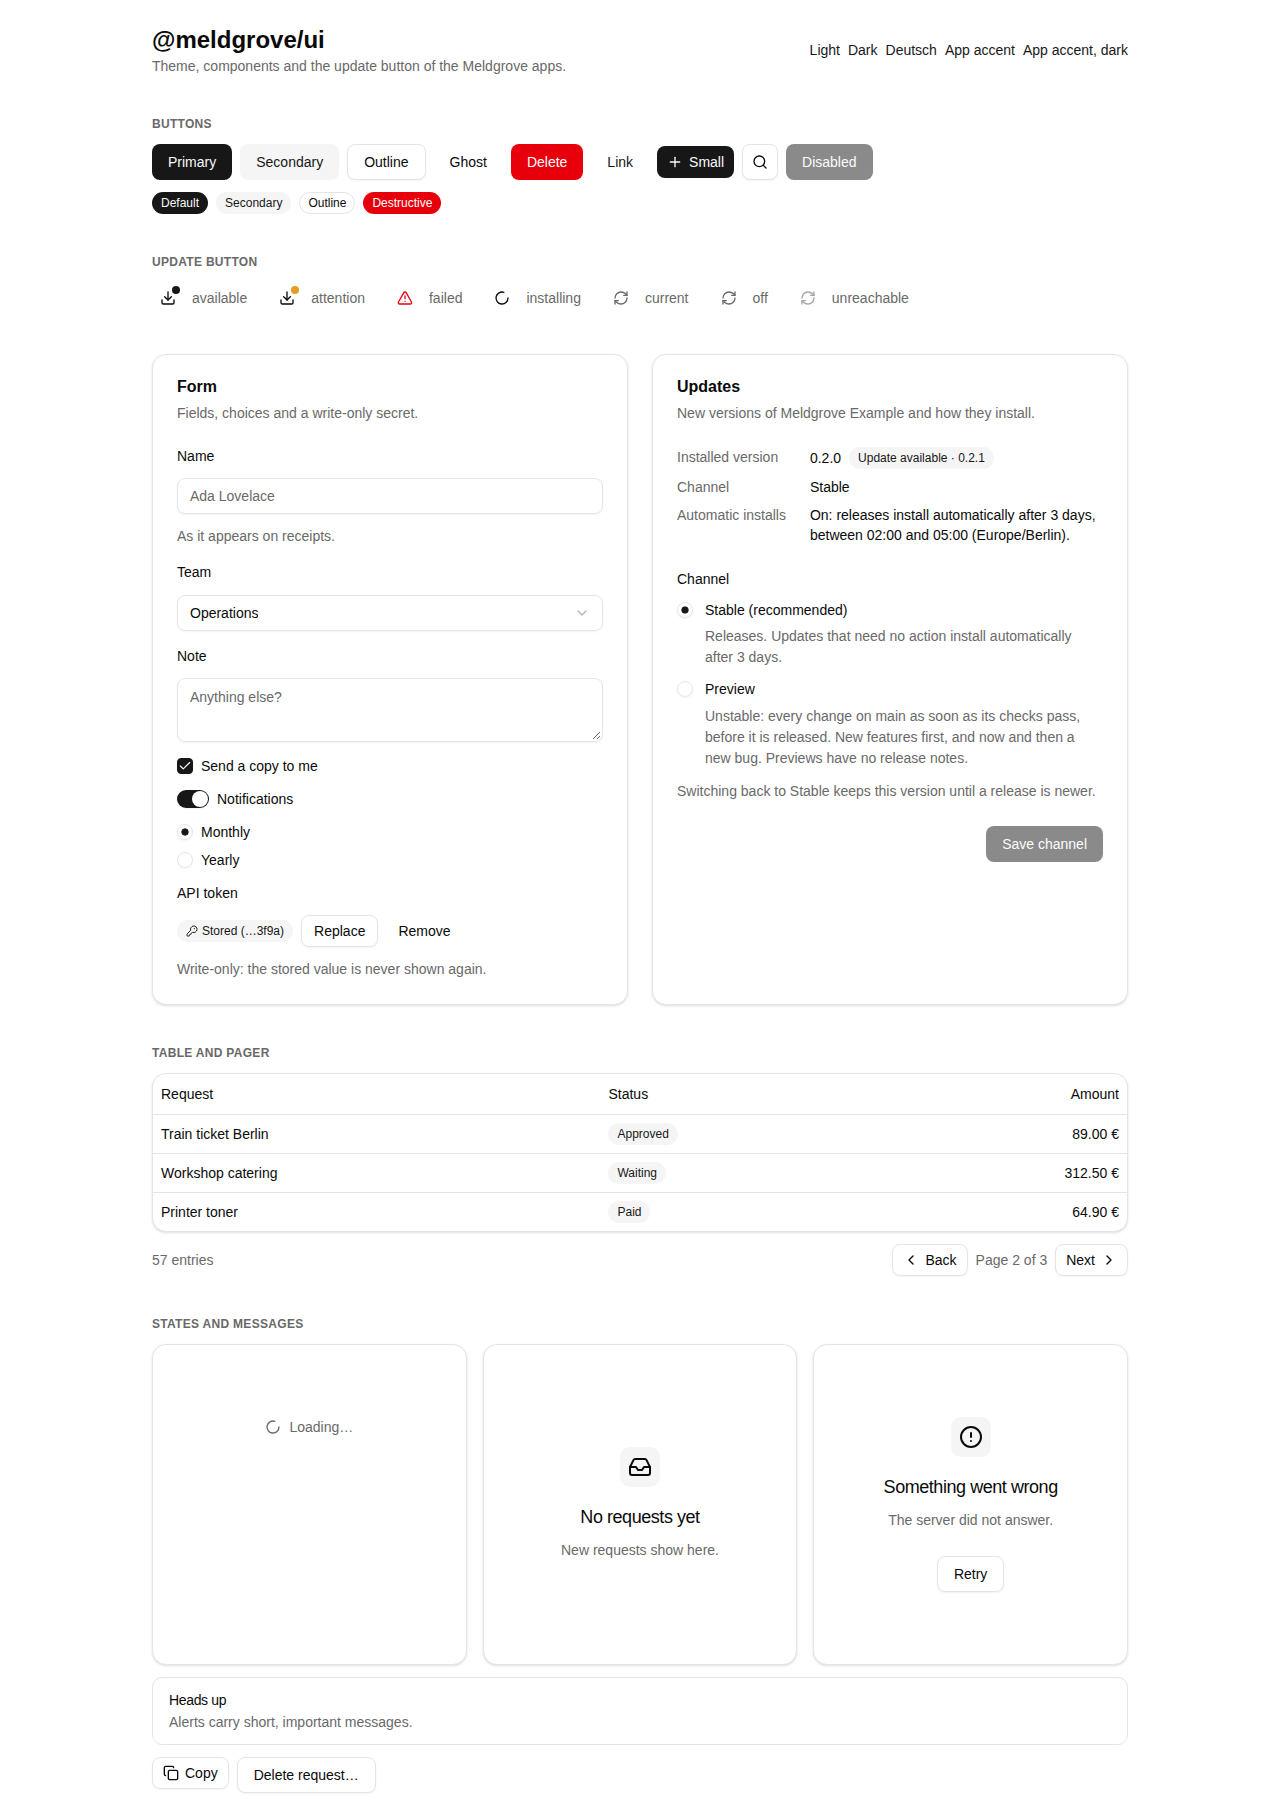 @meldgrove/ui
Theme, components and the update button of the Meldgrove apps.
Light Dark Deutsch App accent App accent, dark
BUTTONS
Primary Secondary Outline Ghost Delete Link Small Disabled
Default Secondary Outline Destructive
UPDATE BUTTON
available attention failed installing current off unreachable
Form
Fields, choices and a write-only secret.
Name
Ada Lovelace
As it appears on receipts.
Team
Operations
Note
Anything else?
Send a copy to me
Notifications
Monthly
Yearly
API token
Stored (…3f9a) Replace Remove
Write-only: the stored value is never shown again.
Updates
New versions of Meldgrove Example and how they install.
Installed version 0.2.0 Update available · 0.2.1
Channel Stable
Automatic installs On: releases install automatically after 3 days,
between 02:00 and 05:00 (Europe/Berlin).
Channel
Stable (recommended)
Releases. Updates that need no action install automatically
after 3 days.
Preview
Unstable: every change on main as soon as its checks pass,
before it is released. New features first, and now and then a
new bug. Previews have no release notes.
Switching back to Stable keeps this version until a release is newer.
Save channel
TABLE AND PAGER
Request Status Amount
Train ticket Berlin Approved 89.00 €
Workshop catering Waiting 312.50 €
Printer toner Paid 64.90 €
57 entries Back Page 2 of 3 Next
STATES AND MESSAGES
Loading…
No requests yet
New requests show here.
Something went wrong
The server did not answer.
Retry
Heads up
Alerts carry short, important messages.
Copy Delete request…